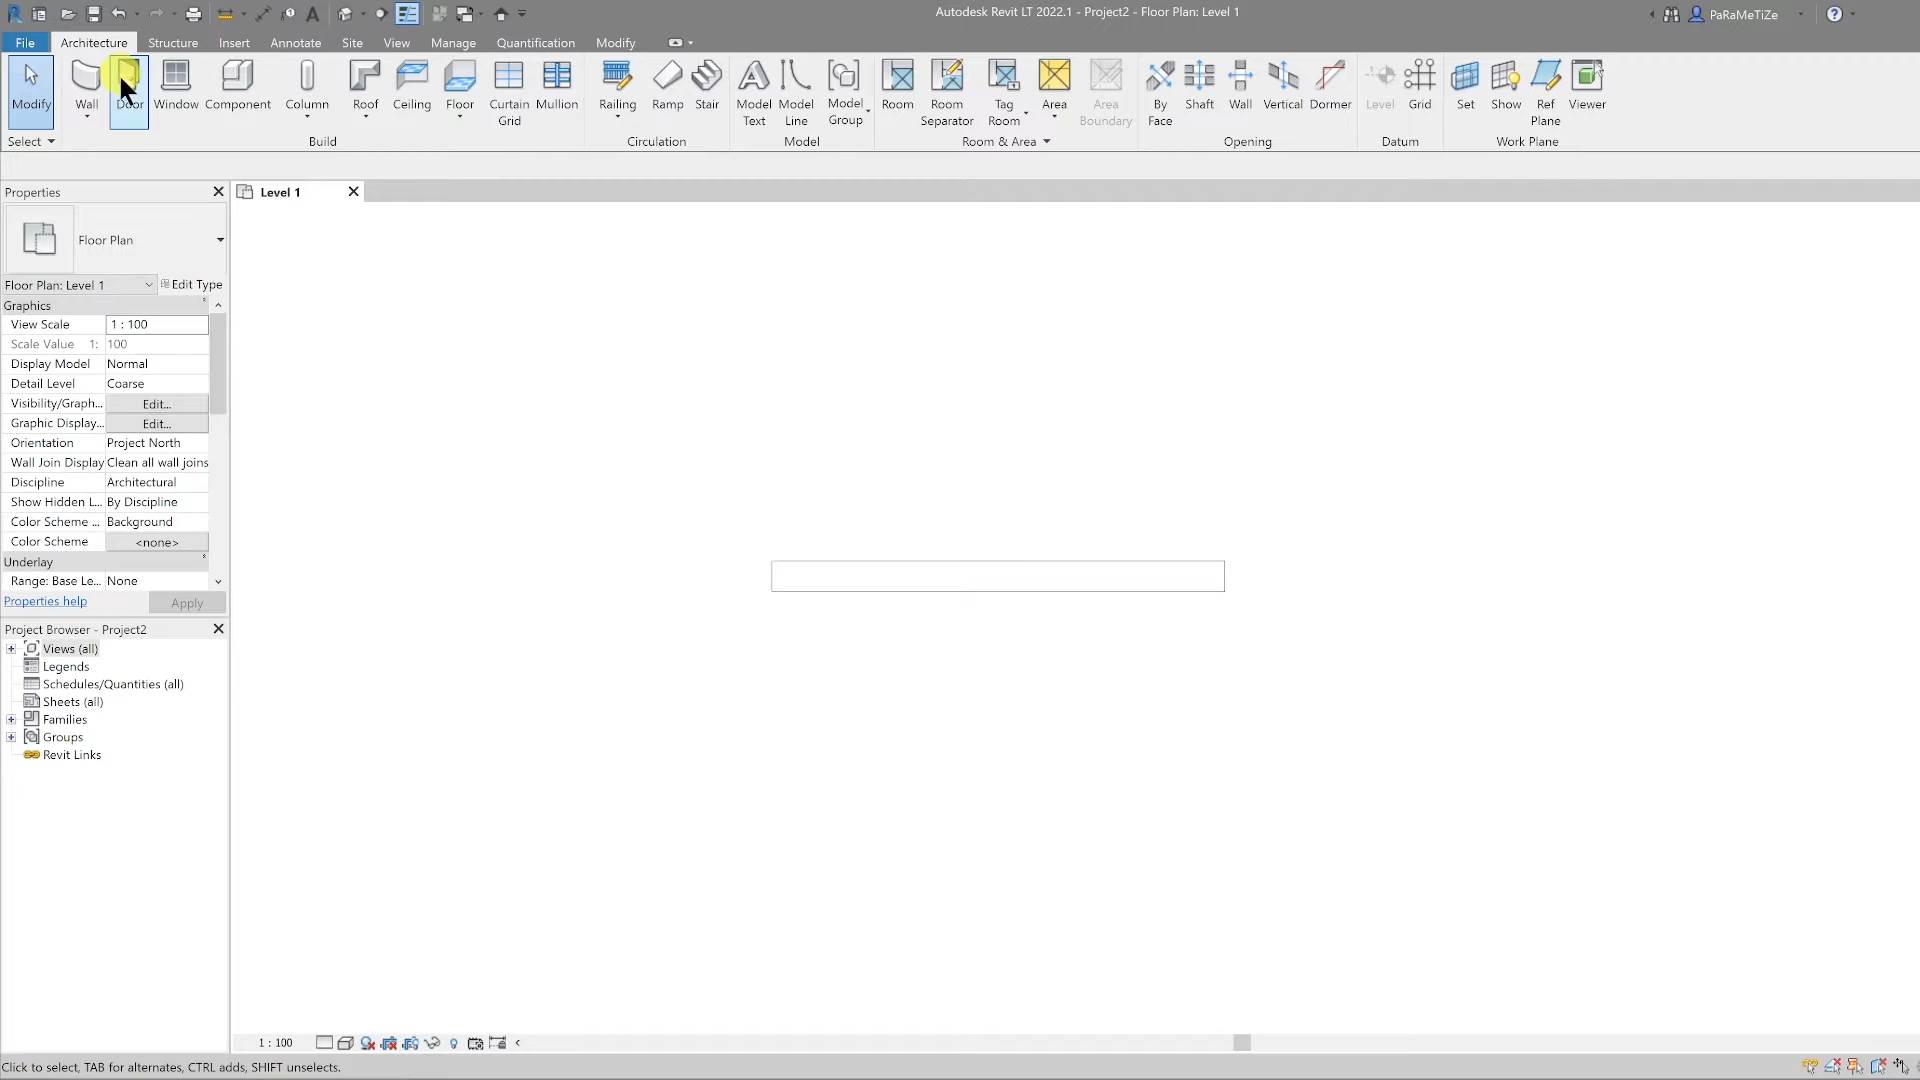 Autodesk Revit LT 2022.1 - Project2 - Floor Plan: Level 1
PaRaMeTiZe
File Architecture Structure Insert Annotate Site View Manage Quantification Modify
Modify Wall Door Window Component Column Roof Ceiling Floor Curtain Grid Mullion Railing Ramp Stair Model Text Model Line Model Group Room Room Separator Tag Room Area Area Boundary By Face Shaft Wall Vertical Dormer Level Grid Set Show Ref Plane Viewer
Select Build Circulation Model Room & Area Opening Datum Work Plane
Properties
Level 1
Floor Plan
Floor Plan: Level 1 Edit Type
Graphics
View Scale 1 : 100
Scale Value 1: 100
Display Model Normal
Detail Level Coarse
Visibility/Graph... Edit...
Graphic Display... Edit...
Orientation Project North
Wall Join Display Clean all wall joins
Discipline Architectural
Show Hidden L... By Discipline
Color Scheme ... Background
Color Scheme <none>
Underlay
Range: Base Le... None
Properties help Apply
Project Browser - Project2
Views (all)
Legends
Schedules/Quantities (all)
Sheets (all)
Families
Groups
Revit Links
1 : 100
Click to select, TAB for alternates, CTRL adds, SHIFT unselects.